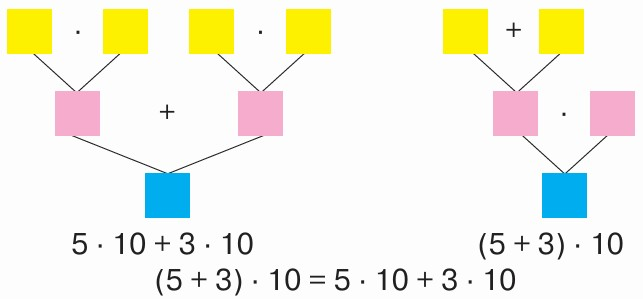 · · +
+ ·
5 · 10 + 3 · 10 (5 + 3) · 10
(5 + 3) · 10 = 5 · 10 + 3 · 10